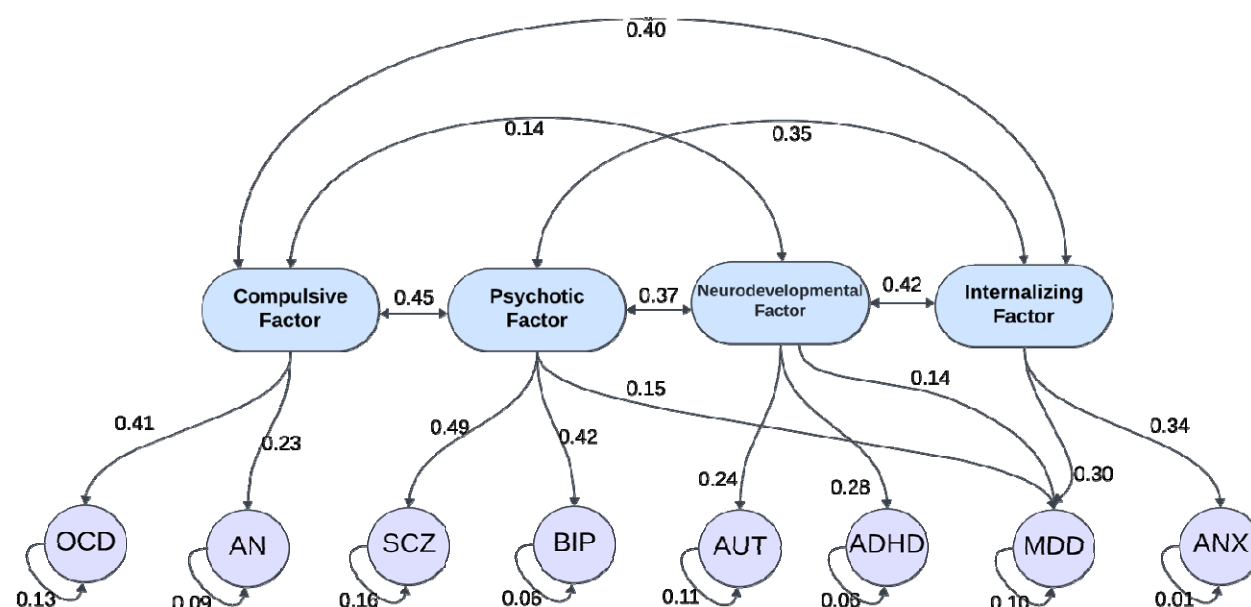 0.40
0.14
0.35
Compulsive
Factor
0.45
Psychotic
Factor
0.37
Neurodevelopmental
Factor
0.42
Internalizing
Factor
0.41
0.23
0.49
0.42
0.15
0.24
0.28
0.14
0.30
0.34
OCD
AN
SCZ
BIP
AUT
ADHD
MDD
ANX
0.13
0.09
0.06
0.11
0.01